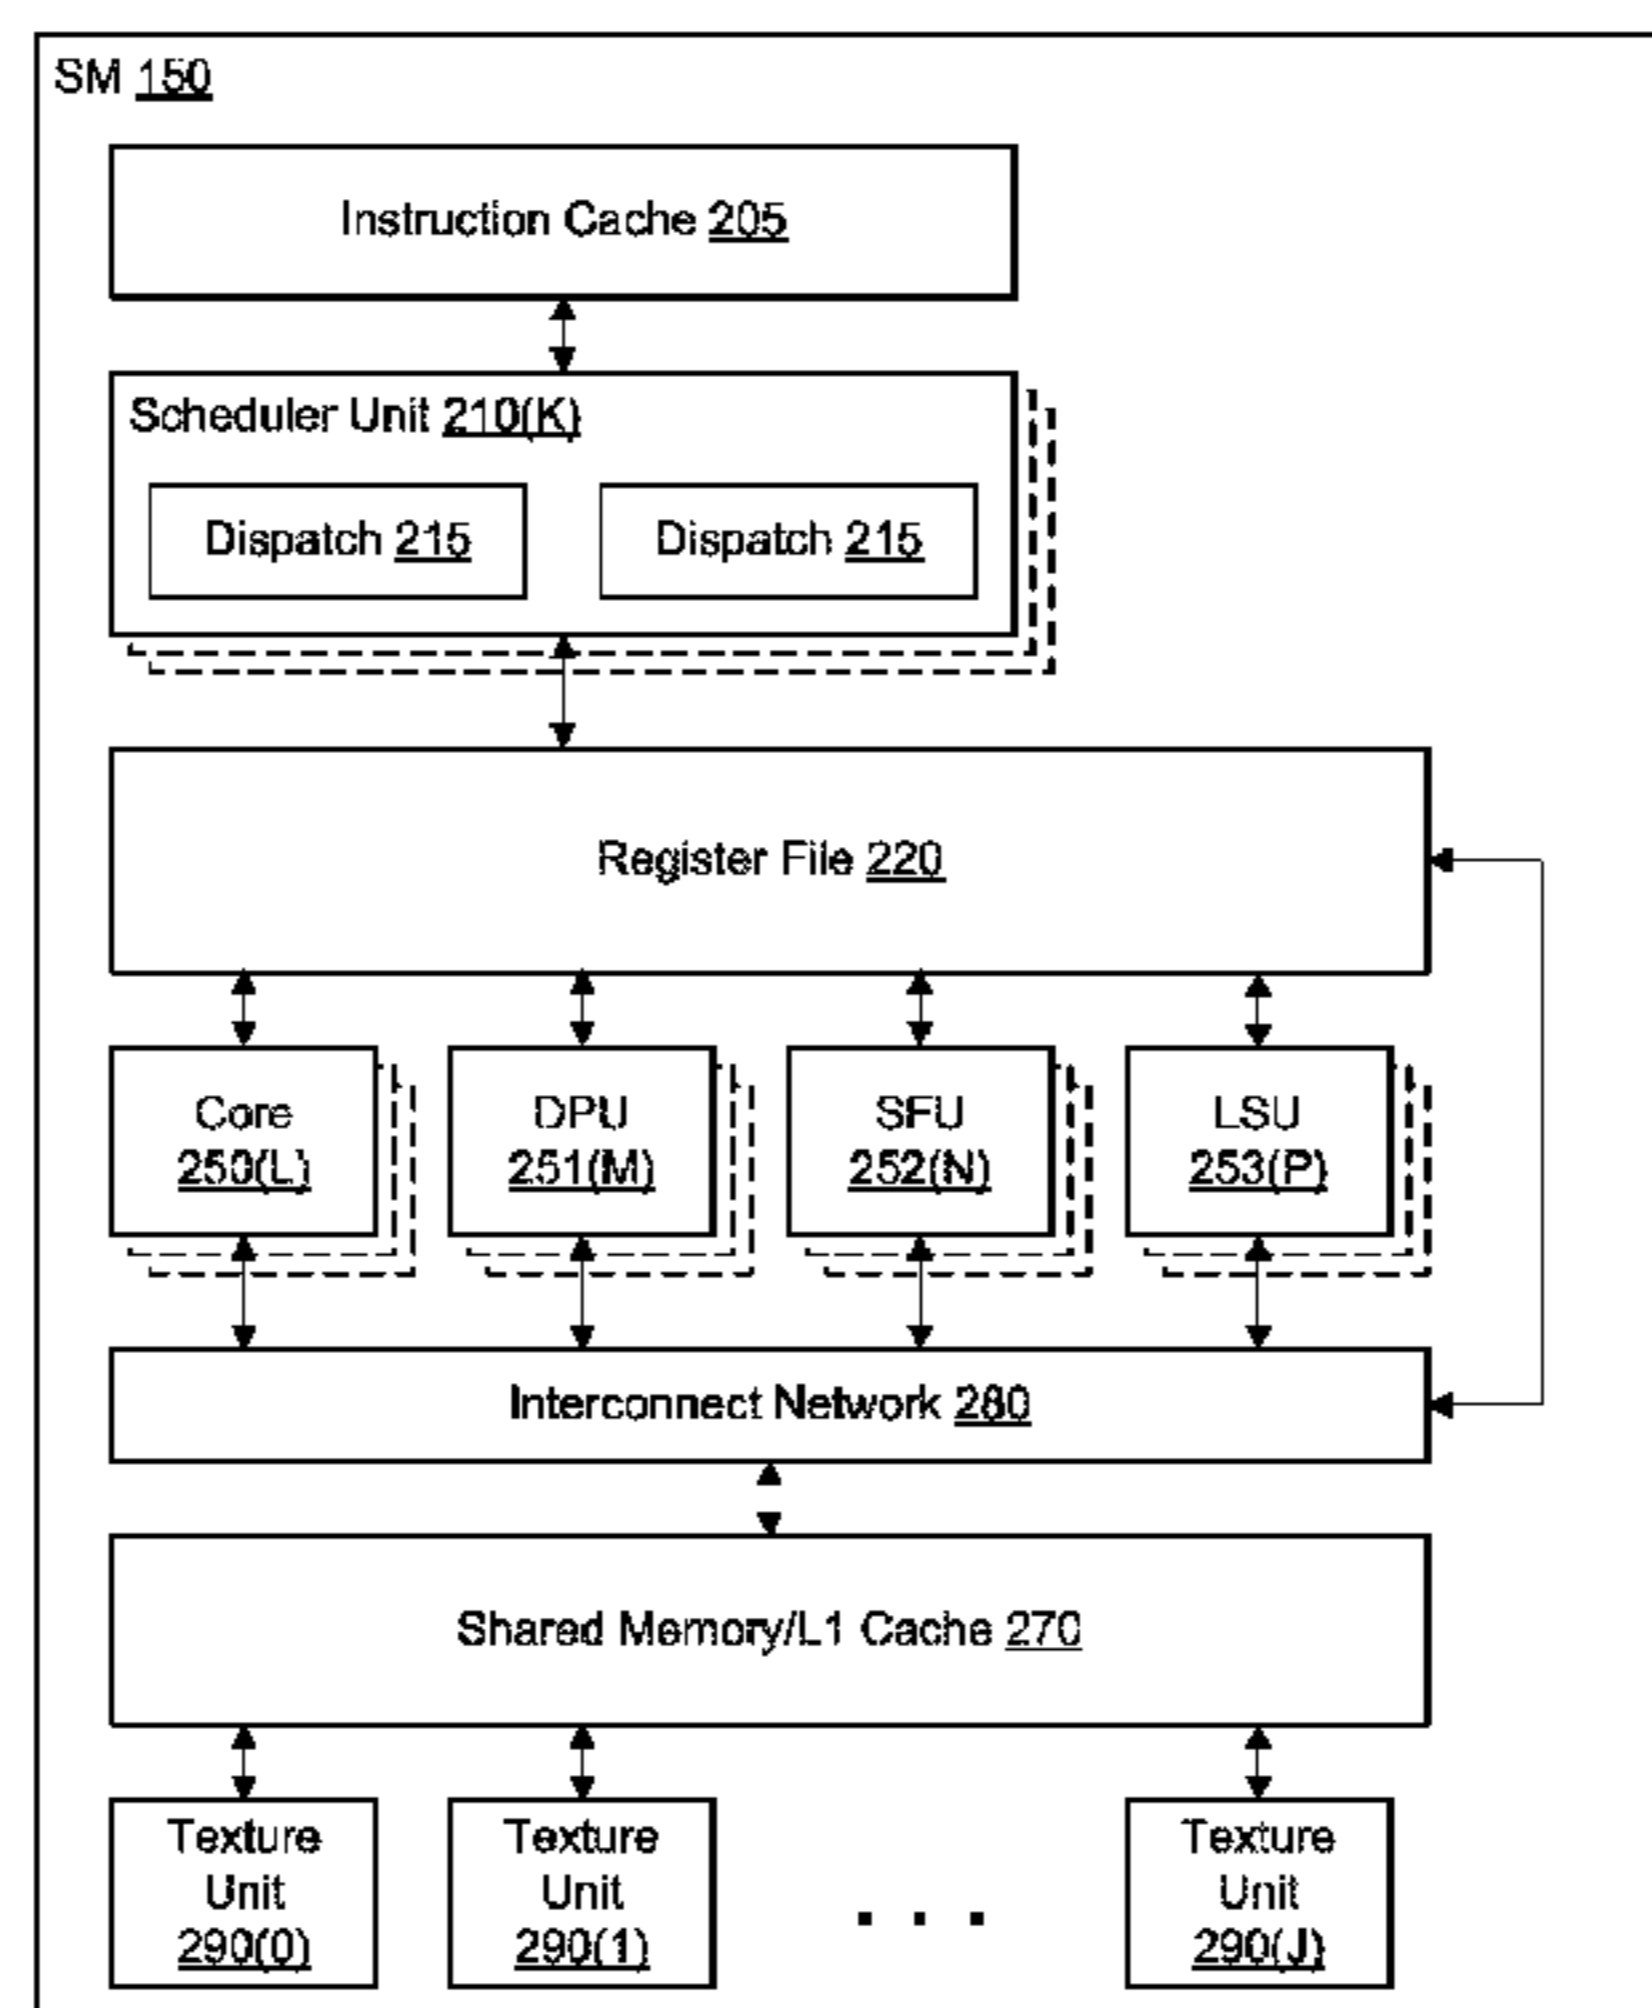 SM 150
Instruction Cache 205
Scheduler Unit 210(K)
Dispatch 215
Dispatch 215
Register File 220
Core
250(L)
DPU
251(M)
SFU
252(N)
LSU
253(P)
Interconnect Network 280
Shared Memory/L1 Cache 270
Texture
Unit
290(0)
Texture
Unit
290(1)
. . .
Texture
Unit
290(J)